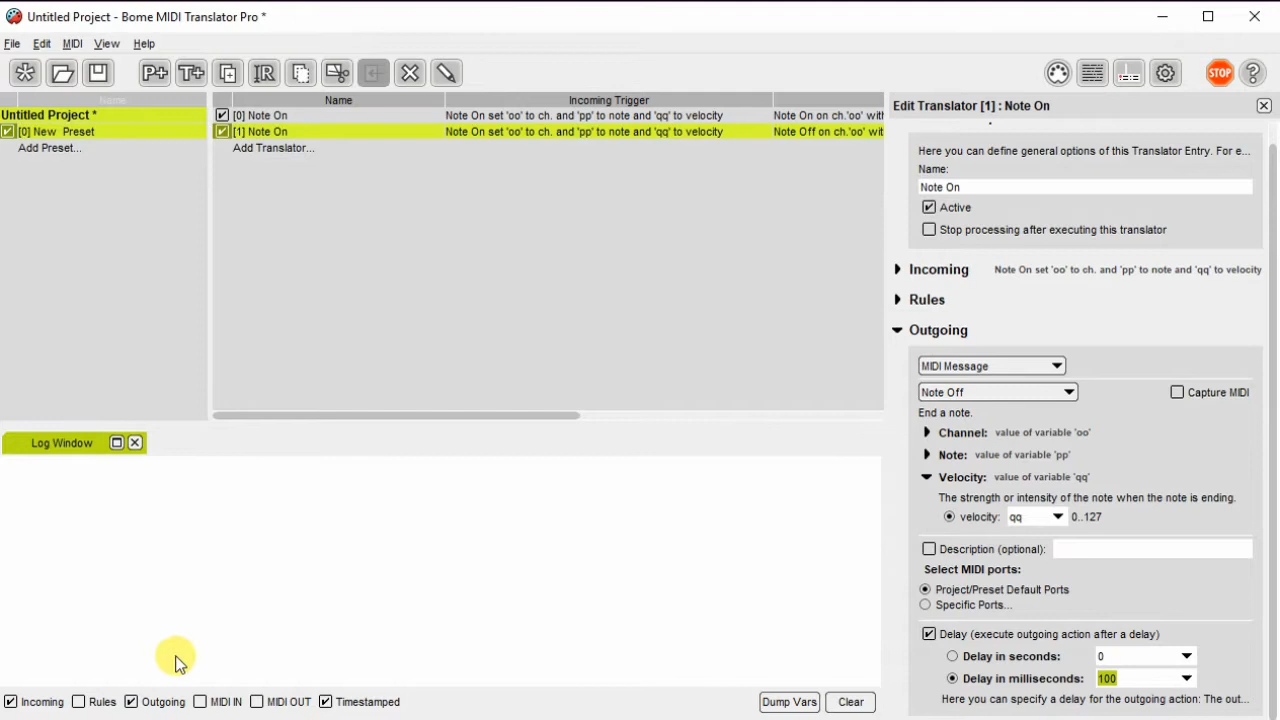 Untitled Project - Bome MIDI Translator Pro *
File Edit MIDI View Help
P+ T+ IR STOP ?
Name
Untitled Project *
[0] New Preset
Add Preset...
Name Incoming Trigger
[0] Note On Note On set 'oo' to ch. and 'pp' to note and 'qq' to velocity Note On on ch.'oo' with
[1] Note On Note On set 'oo' to ch. and 'pp' to note and 'qq' to velocity Note Off on ch.'oo' with
Add Translator...
Log Window
Incoming Rules Outgoing MIDI IN MIDI OUT Timestamped Dump Vars Clear
Edit Translator [1] : Note On
Here you can define general options of this Translator Entry. For e...
Name:
Note On
Active
Stop processing after executing this translator
Incoming Note On set 'oo' to ch. and 'pp' to note and 'qq' to velocity
Rules
Outgoing
MIDI Message
Note Off Capture MIDI
End a note.
Channel: value of variable 'oo'
Note: value of variable 'pp'
Velocity: value of variable 'qq'
The strength or intensity of the note when the note is ending.
velocity: qq 0..127
Description (optional):
Select MIDI ports:
Project/Preset Default Ports
Specific Ports...
Delay (execute outgoing action after a delay)
Delay in seconds: 0
Delay in milliseconds: 100
Here you can specify a delay for the outgoing action: The out...